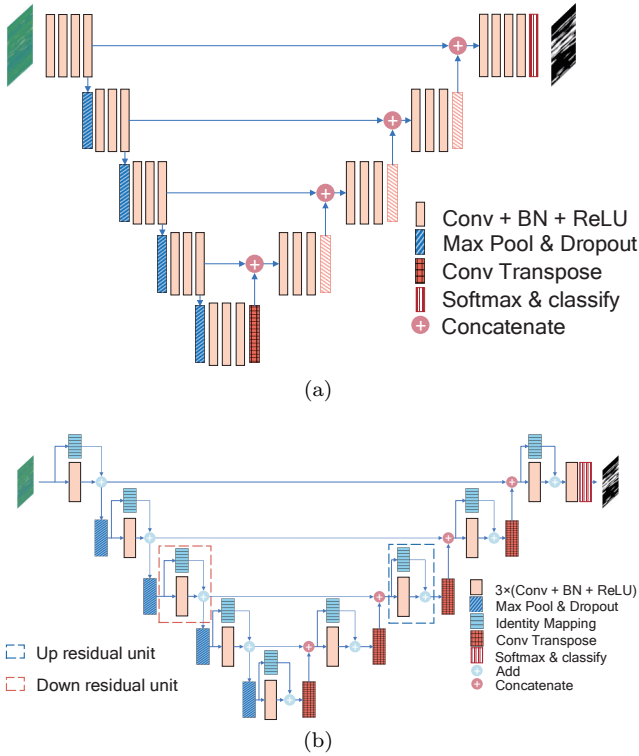 Conv + BN + ReLU
Max Pool & Dropout
Conv Transpose
Softmax & classify
Concatenate
(a)
3×(Conv + BN + ReLU)
Max Pool & Dropout
Identity Mapping
Conv Transpose
Softmax & classify
Add
Concatenate
Up residual unit
Down residual unit
(b)